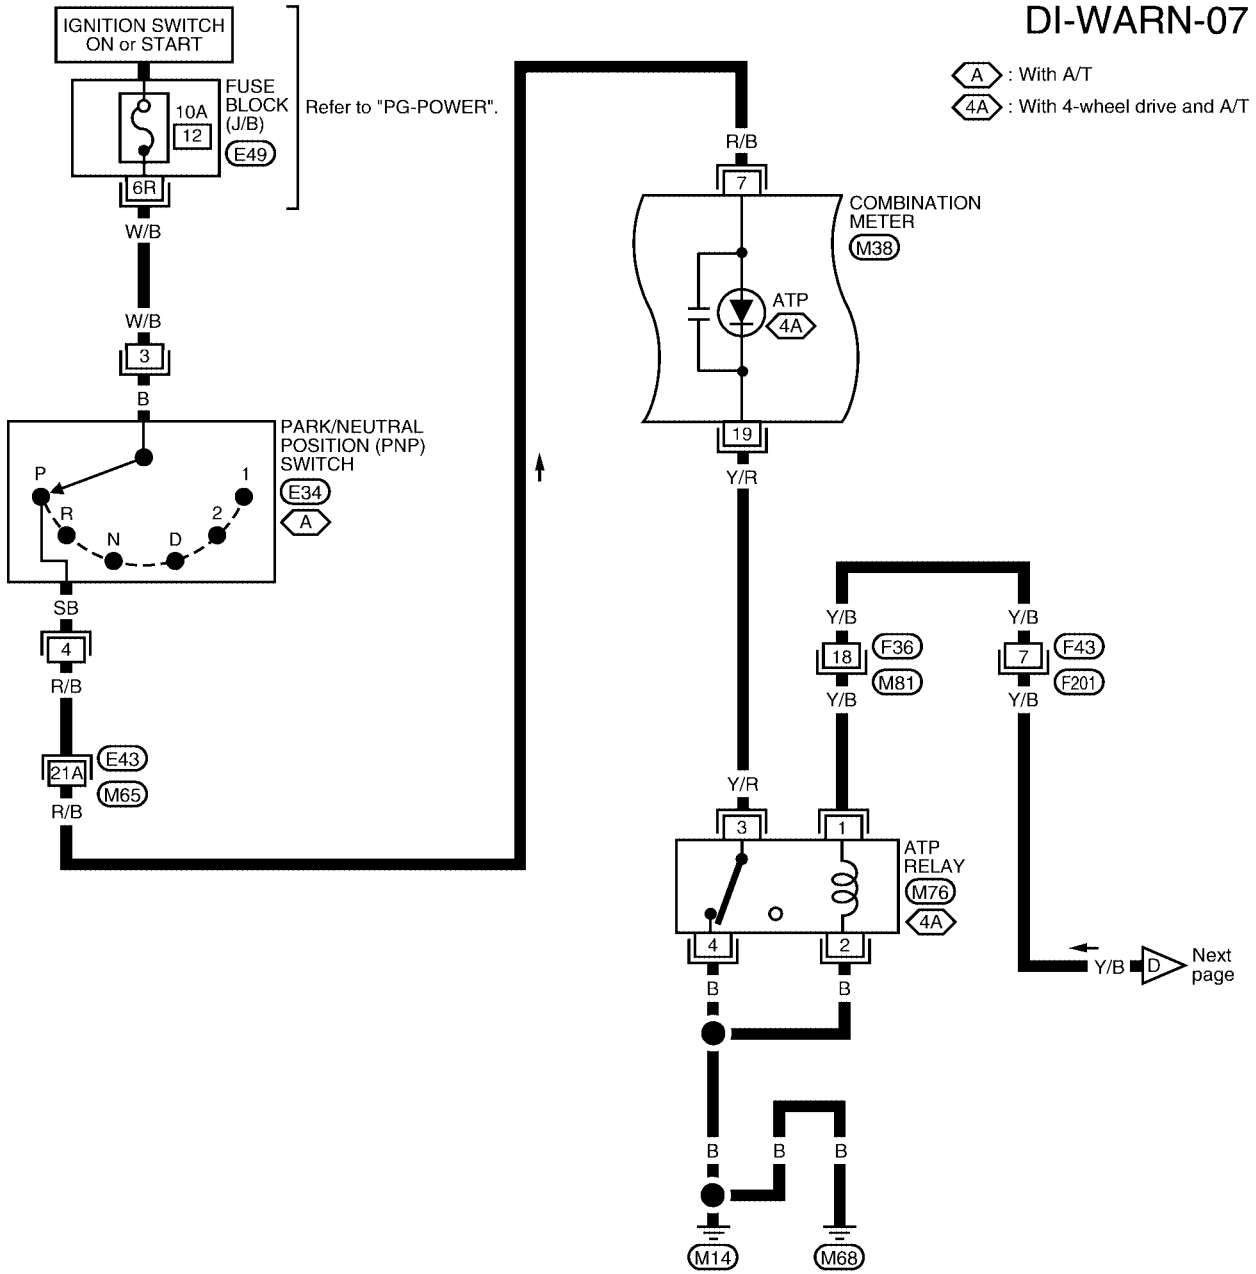 DI-WARN-07
IGNITION SWITCH
ON or START
FUSE
BLOCK
(J/B)
E49
10A
12
Refer to "PG-POWER".
A : With A/T
4A : With 4-wheel drive and A/T
6R
W/B
W/B
3
B
PARK/NEUTRAL
POSITION (PNP)
SWITCH
E34
A
P
R
N
D
2
1
SB
4
R/B
21A
E43
M65
R/B
R/B
7
COMBINATION
METER
M38
ATP
4A
19
Y/R
Y/R
Y/B
Y/B
18
F36
M81
7
F43
F201
Y/B
Y/B
3
1
ATP
RELAY
M76
4A
4
2
B
B
Y/B
D
Next
page
B
B
B
M14
M68